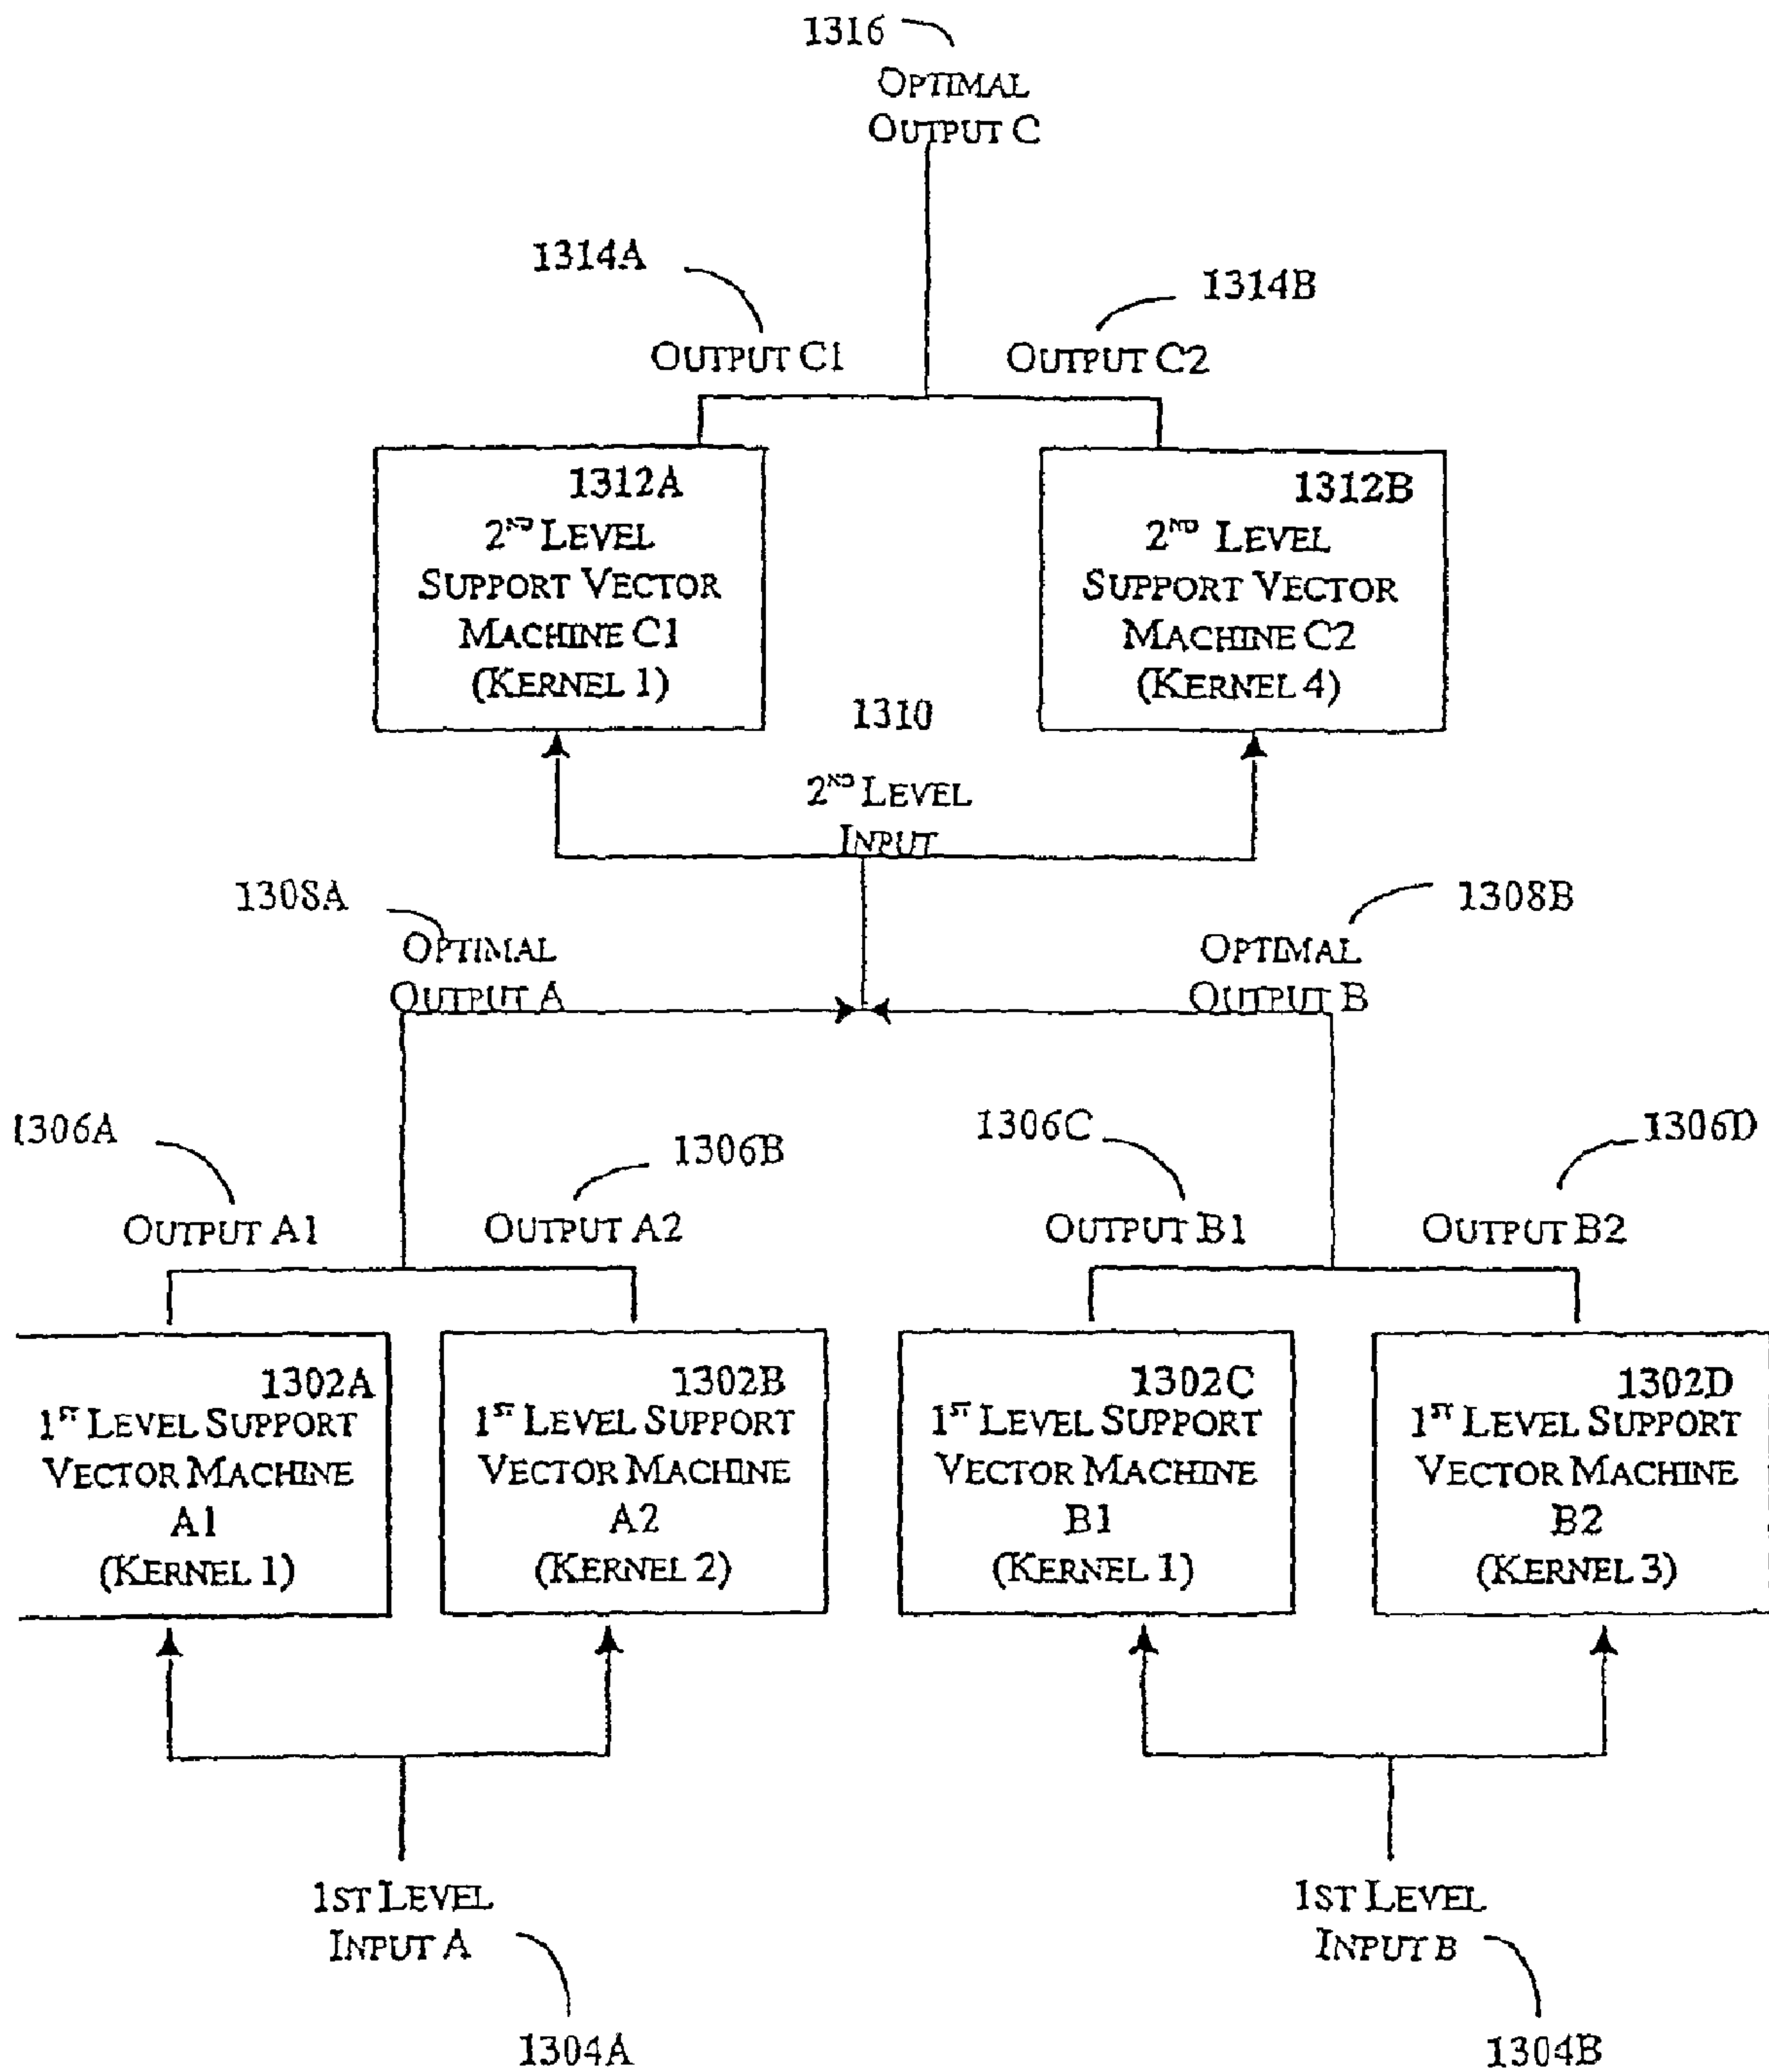 1316
OPTIMAL
OUTPUT C
1314A
1314B
OUTPUT C1
OUTPUT C2
1312A
2ND LEVEL
SUPPORT VECTOR
MACHINE C1
(KERNEL 1)
1312B
2ND LEVEL
SUPPORT VECTOR
MACHINE C2
(KERNEL 4)
1310
2ND LEVEL
INPUT
1308A
1308B
OPTIMAL
OUTPUT A
OPTIMAL
OUTPUT B
1306A
1306B
1306C
1306D
OUTPUT A1
OUTPUT A2
OUTPUT B1
OUTPUT B2
1302A
1ST LEVEL SUPPORT
VECTOR MACHINE
A1
(KERNEL 1)
1302B
1ST LEVEL SUPPORT
VECTOR MACHINE
A2
(KERNEL 2)
1302C
1ST LEVEL SUPPORT
VECTOR MACHINE
B1
(KERNEL 1)
1302D
1ST LEVEL SUPPORT
VECTOR MACHINE
B2
(KERNEL 3)
1ST LEVEL
INPUT A
1ST LEVEL
INPUT B
1304A
1304B